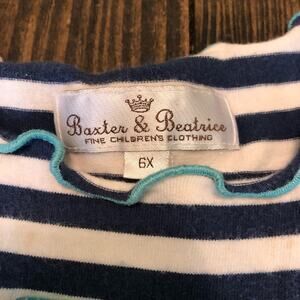 Baxter & Beatrice
FINE CHILDREN'S CLOTHING
6X